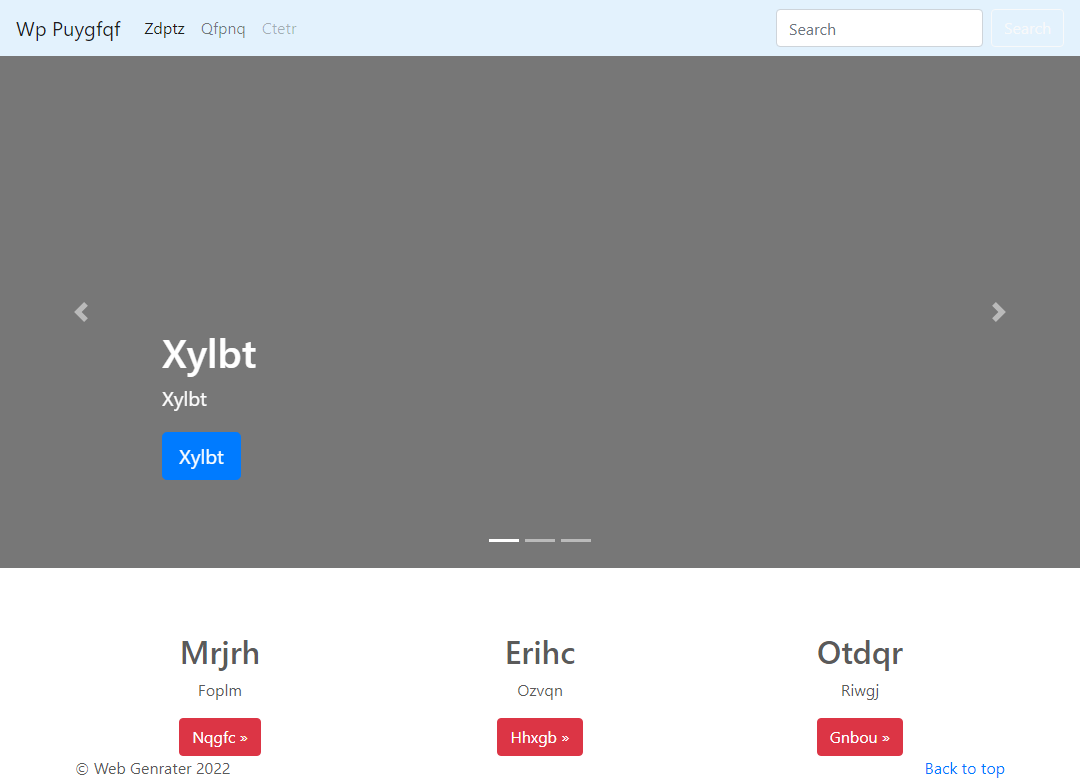 Wp Puygfqf Zdptz Qfpnq Ctetr Search Search
Xylbt
Xylbt
Xylbt
Mrjrh Erihc Otdqr
Foplm Ozvqn Riwgj
Nqgfc » Hhxgb » Gnbou »
© Web Genrater 2022 Back to top